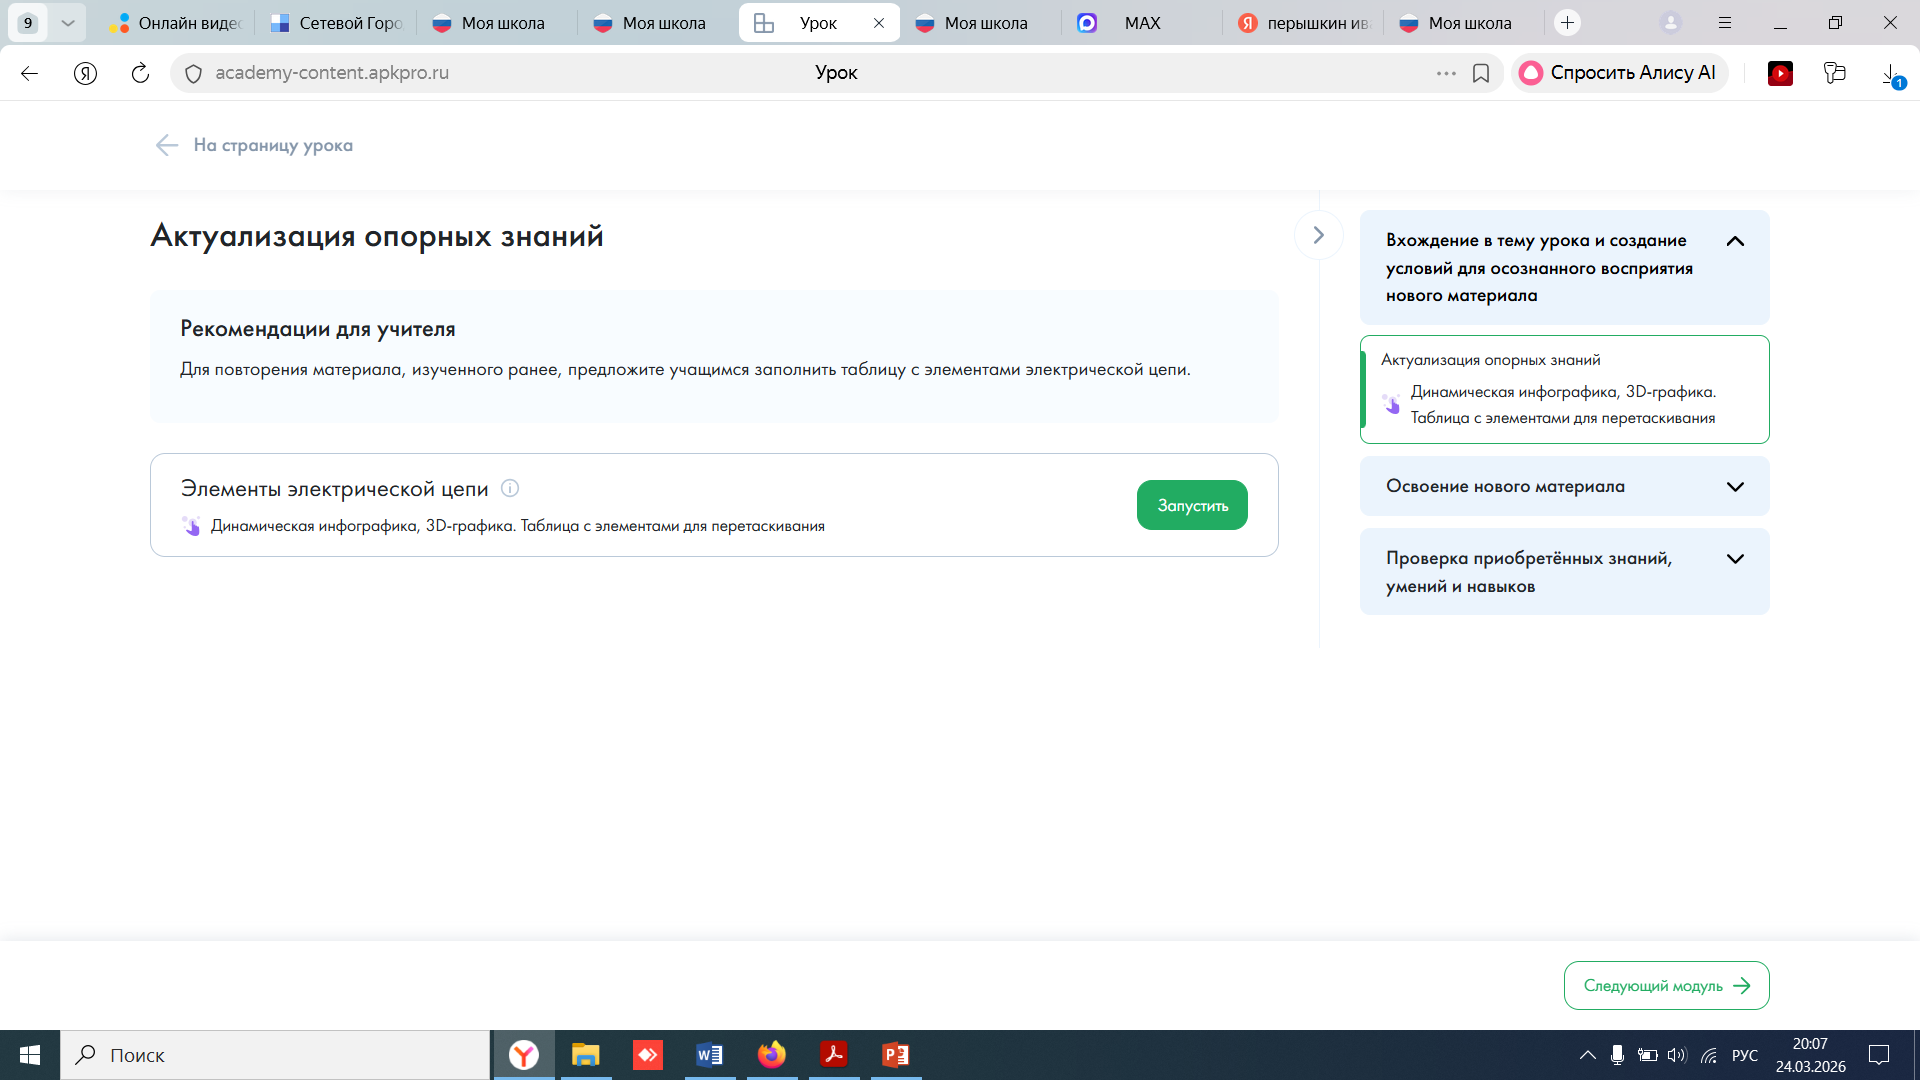 9
Онлайн видео
Сетевой Горо
Моя школа
Моя школа
Урок
Моя школа
MAX
перышкин ива
Моя школа
academy-content.apkpro.ru
Урок
Спросить Алису AI
1
На страницу урока
Актуализация опорных знаний
Рекомендации для учителя
Для повторения материала, изученного ранее, предложите учащимся заполнить таблицу с элементами электрической цепи.
Элементы электрической цепи
Динамическая инфографика, 3D-графика. Таблица с элементами для перетаскивания
Запустить
Вхождение в тему урока и создание
условий для осознанного восприятия
нового материала
Актуализация опорных знаний
Динамическая инфографика, 3D-графика.
Таблица с элементами для перетаскивания
Освоение нового материала
Проверка приобретённых знаний,
умений и навыков
Следующий модуль
Поиск
РУС
20:07
24.03.2026